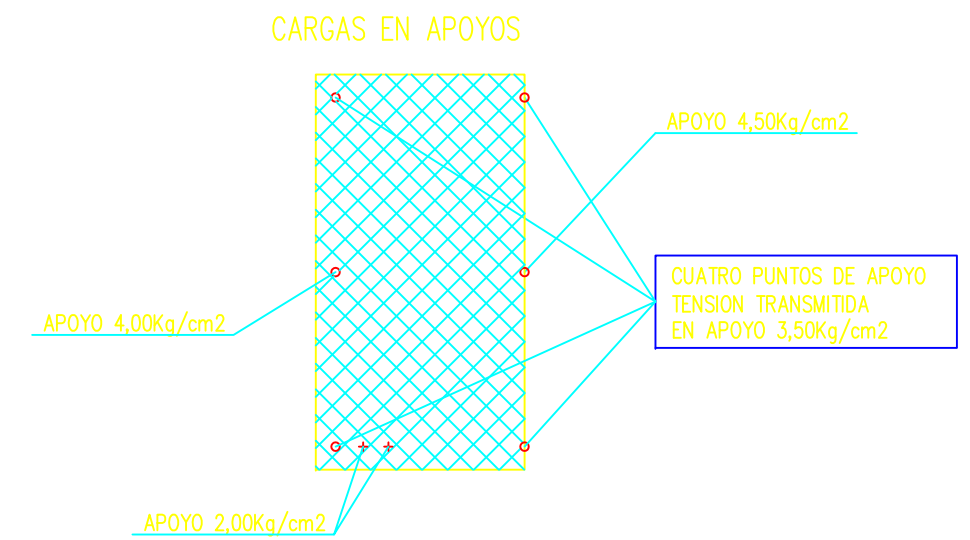 CARGAS EN APOYOS
APOYO 4,50Kg/cm2
CUATRO PUNTOS DE APOYO
TENSION TRANSMITIDA
EN APOYO 3,50Kg/cm2
APOYO 4,00Kg/cm2
APOYO 2,00Kg/cm2